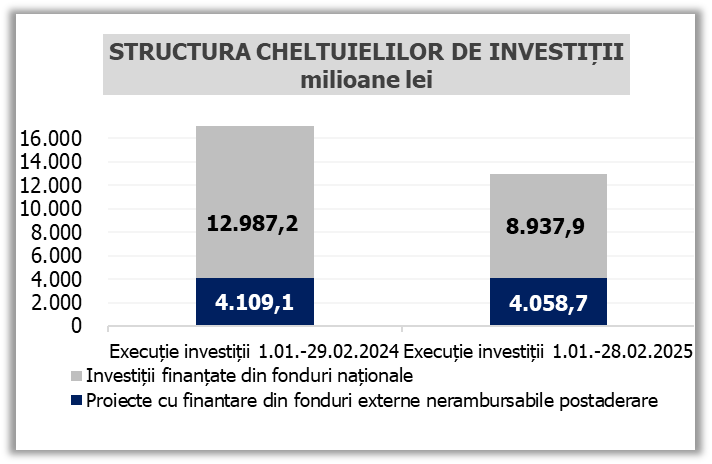 STRUCTURA CHELTUIELILOR DE INVESTIȚII
milioane lei
16.000
14.000
12.000
10.000
8.000
6.000
4.000
2.000
0
12.987,2
8.937,9
4.109,1
4.058,7
Execuție investiții 1.01.-29.02.2024
Execuție investiții 1.01.-28.02.2025
Investiții finanțate din fonduri naționale
Proiecte cu finantare din fonduri externe nerambursabile postaderare